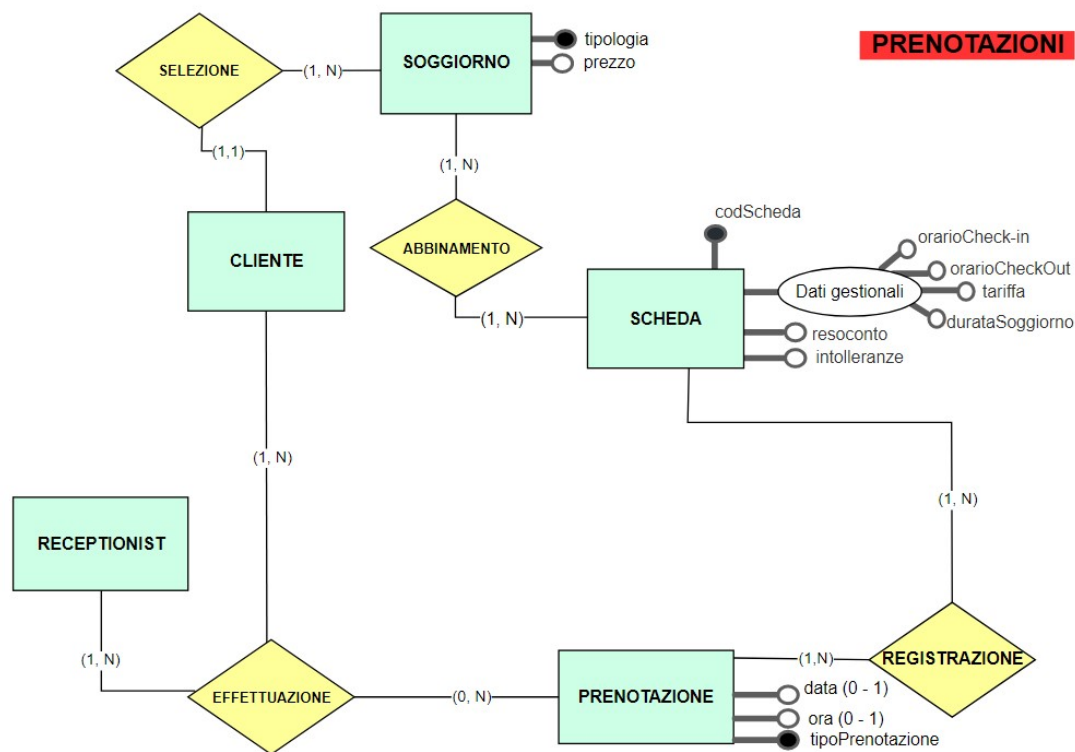 PRENOTAZIONI
tipologia
prezzo
SOGGIORNO
SELEZIONE
(1, N)
(1,1)
(1, N)
CLIENTE
ABBINAMENTO
codScheda
orarioCheck-in
orarioCheckOut
tariffa
durataSoggiorno
Dati gestionali
(1, N)
SCHEDA
resoconto
intolleranze
(1, N)
(1, N)
RECEPTIONIST
(1, N)
EFFETTUAZIONE
(0, N)
PRENOTAZIONE
(1,N)
REGISTRAZIONE
data (0 - 1)
ora (0 - 1)
tipoPrenotazione